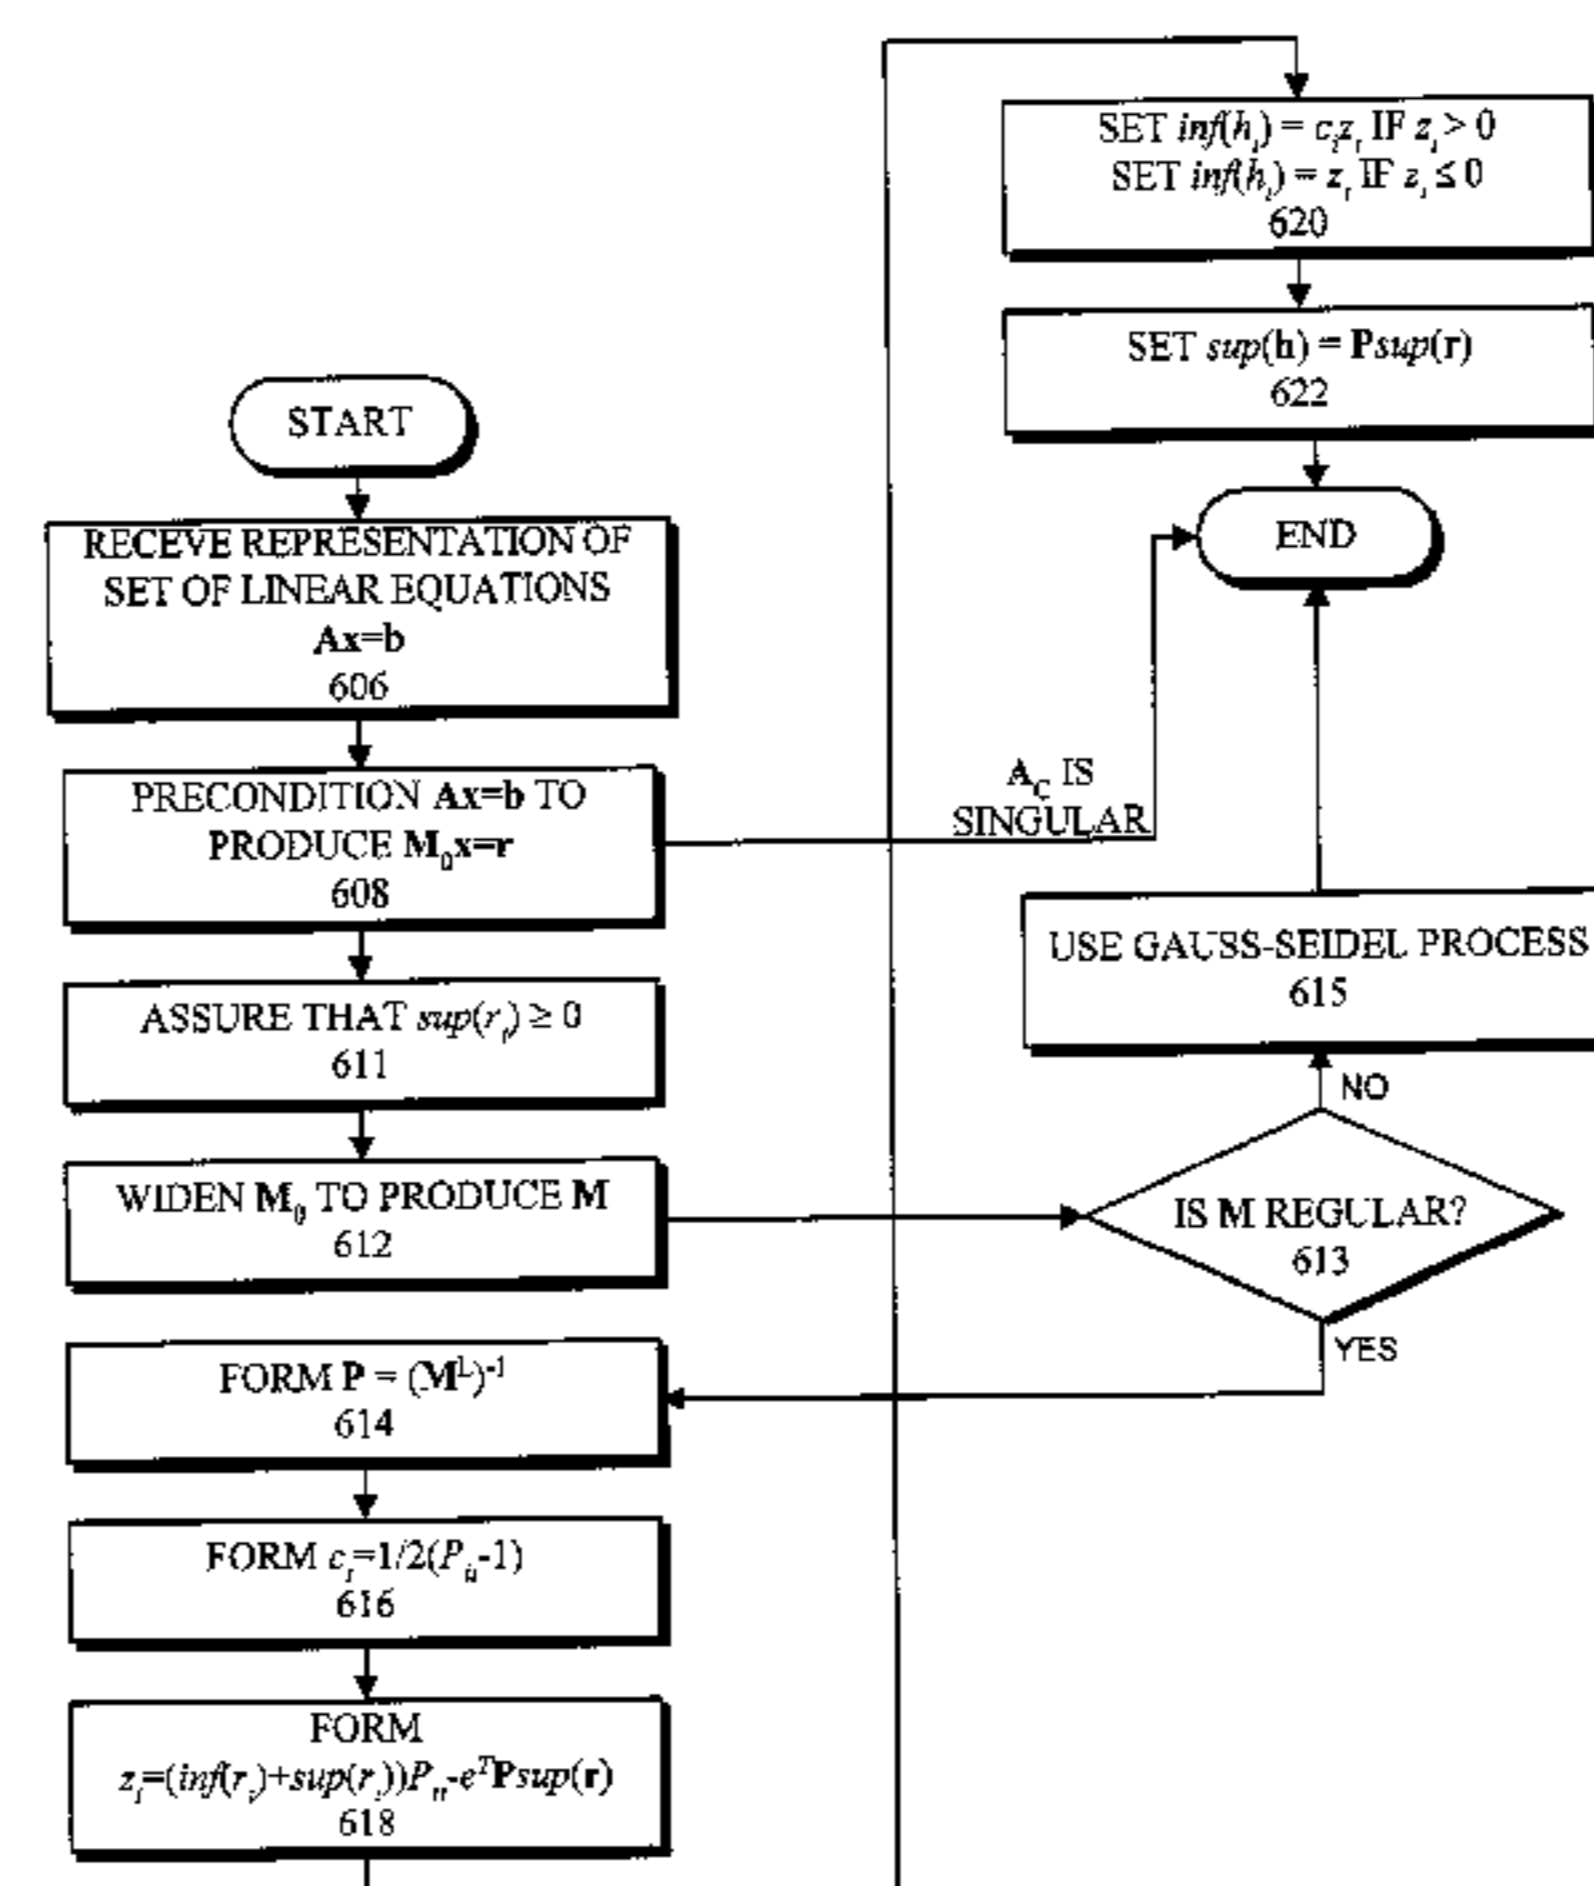 START
RECEVE REPRESENTATION OF
SET OF LINEAR EQUATIONS
Ax=b
606
PRECONDITION Ax=b TO
PRODUCE M₀x=r
608
ASSURE THAT sup(rᵢ) ≥ 0
611
WIDEN M₀ TO PRODUCE M
612
FORM P = (Mᴸ)⁻¹
614
FORM cᵢ=1/2(Pᵢᵢ-1)
616
FORM
zᵢ=(inf(rᵢ)+sup(rᵢ))Pᵢᵢ-eᵀPsup(r)
618
SET inf(hᵢ) = cᵢzᵢ IF zᵢ > 0
SET inf(hᵢ) = zᵢ IF zᵢ ≤ 0
620
SET sup(h) = Psup(r)
622
END
A_C IS
SINGULAR
USE GAUSS-SEIDEL PROCESS
615
NO
IS M REGULAR?
613
YES